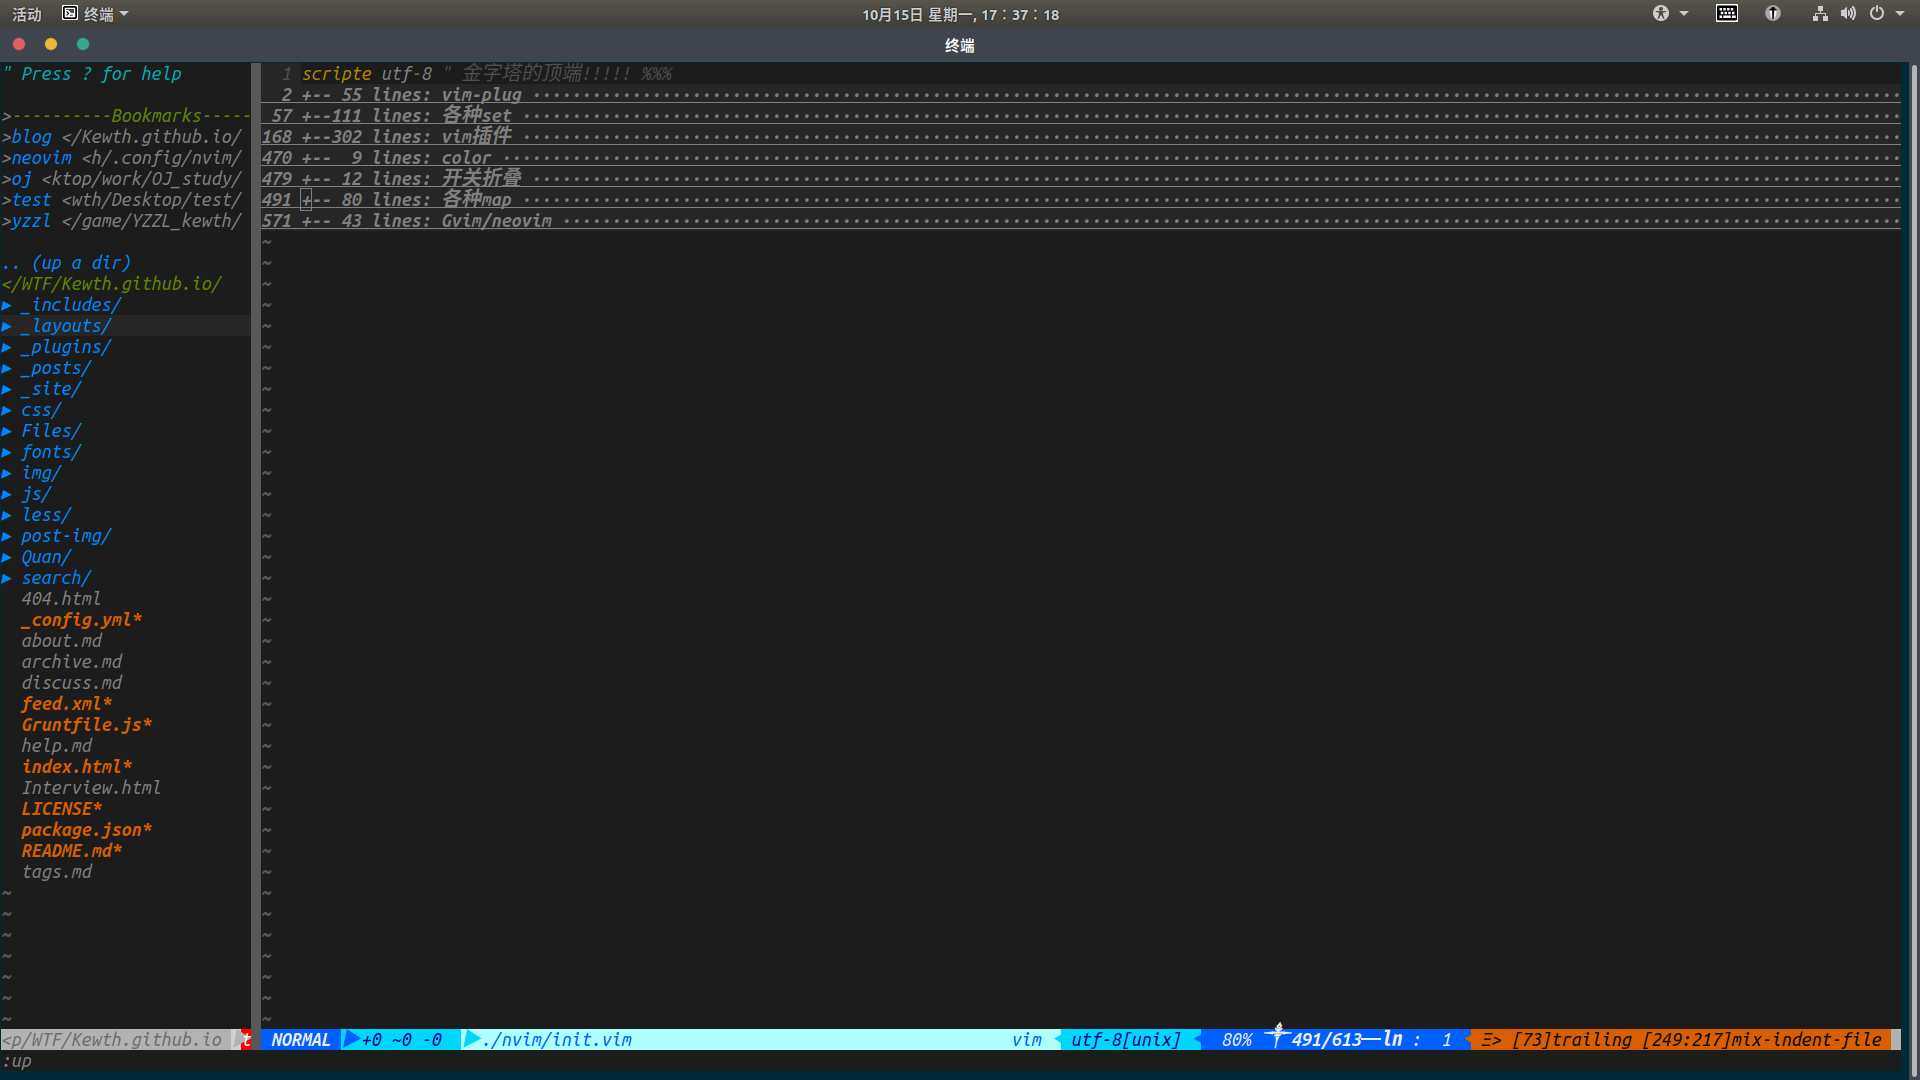 活动 终端 10月15日 星期一, 17：37：18
终端
" Press ? for help
>----------Bookmarks-----
>blog </Kewth.github.io/
>neovim <h/.config/nvim/
>oj <ktop/work/OJ_study/
>test <wth/Desktop/test/
>yzzl </game/YZZL_kewth/
.. (up a dir)
</WTF/Kewth.github.io/
▶ _includes/
▶ _layouts/
▶ _plugins/
▶ _posts/
▶ _site/
▶ css/
▶ Files/
▶ fonts/
▶ img/
▶ js/
▶ less/
▶ post-img/
▶ Quan/
▶ search/
404.html
_config.yml*
about.md
archive.md
discuss.md
feed.xml*
Gruntfile.js*
help.md
index.html*
Interview.html
LICENSE*
package.json*
README.md*
tags.md
<p/WTF/Kewth.github.io t
1 scripte utf-8 " 金字塔的顶端!!!!! %%%
2 +-- 55 lines: vim-plug
57 +--111 lines: 各种set
168 +--302 lines: vim插件
470 +-- 9 lines: color
479 +-- 12 lines: 开关折叠
491 +-- 80 lines: 各种map
571 +-- 43 lines: Gvim/neovim
NORMAL +0 ~0 -0 ./nvim/init.vim vim utf-8[unix] 80% 491/613 ln : 1 Ξ> [73]trailing [249:217]mix-indent-file
:up